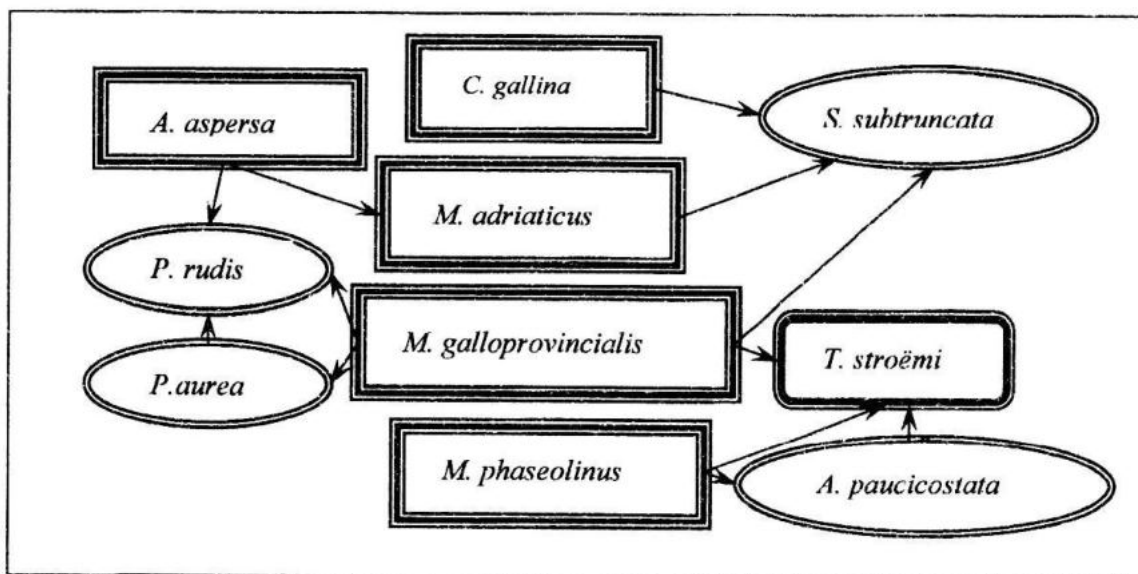 C. gallina
A. aspersa
S. subtruncata
M. adriaticus
P. rudis
M. galloprovincialis
T. stroëmi
P.aurea
M. phaseolinus
A. paucicostata